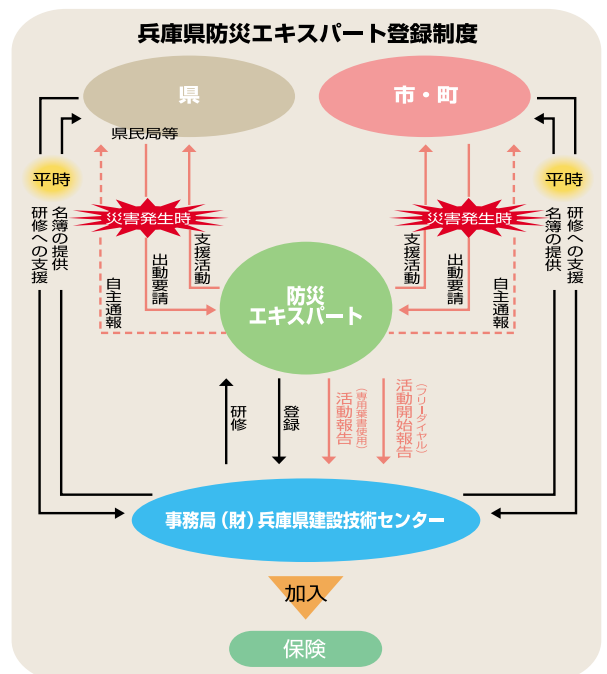 兵庫県防災エキスパート登録制度
県
市・町
県民局等
平時
平時
災害発生時
災害発生時
研修への支援
名簿の提供
自主通報
出動要請
支援活動
支援活動
出動要請
自主通報
名簿の提供
研修への支援
防災
エキスパート
研修
登録
活動報告
(専用葉書使用)
活動開始報告
(フリーダイヤル)
事務局(財)兵庫県建設技術センター
加入
保険